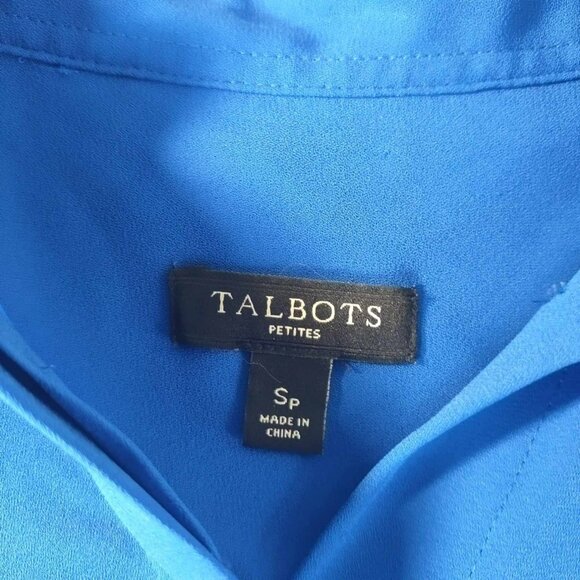 TALBOTS
PETITES
SP
MADE IN
CHINA